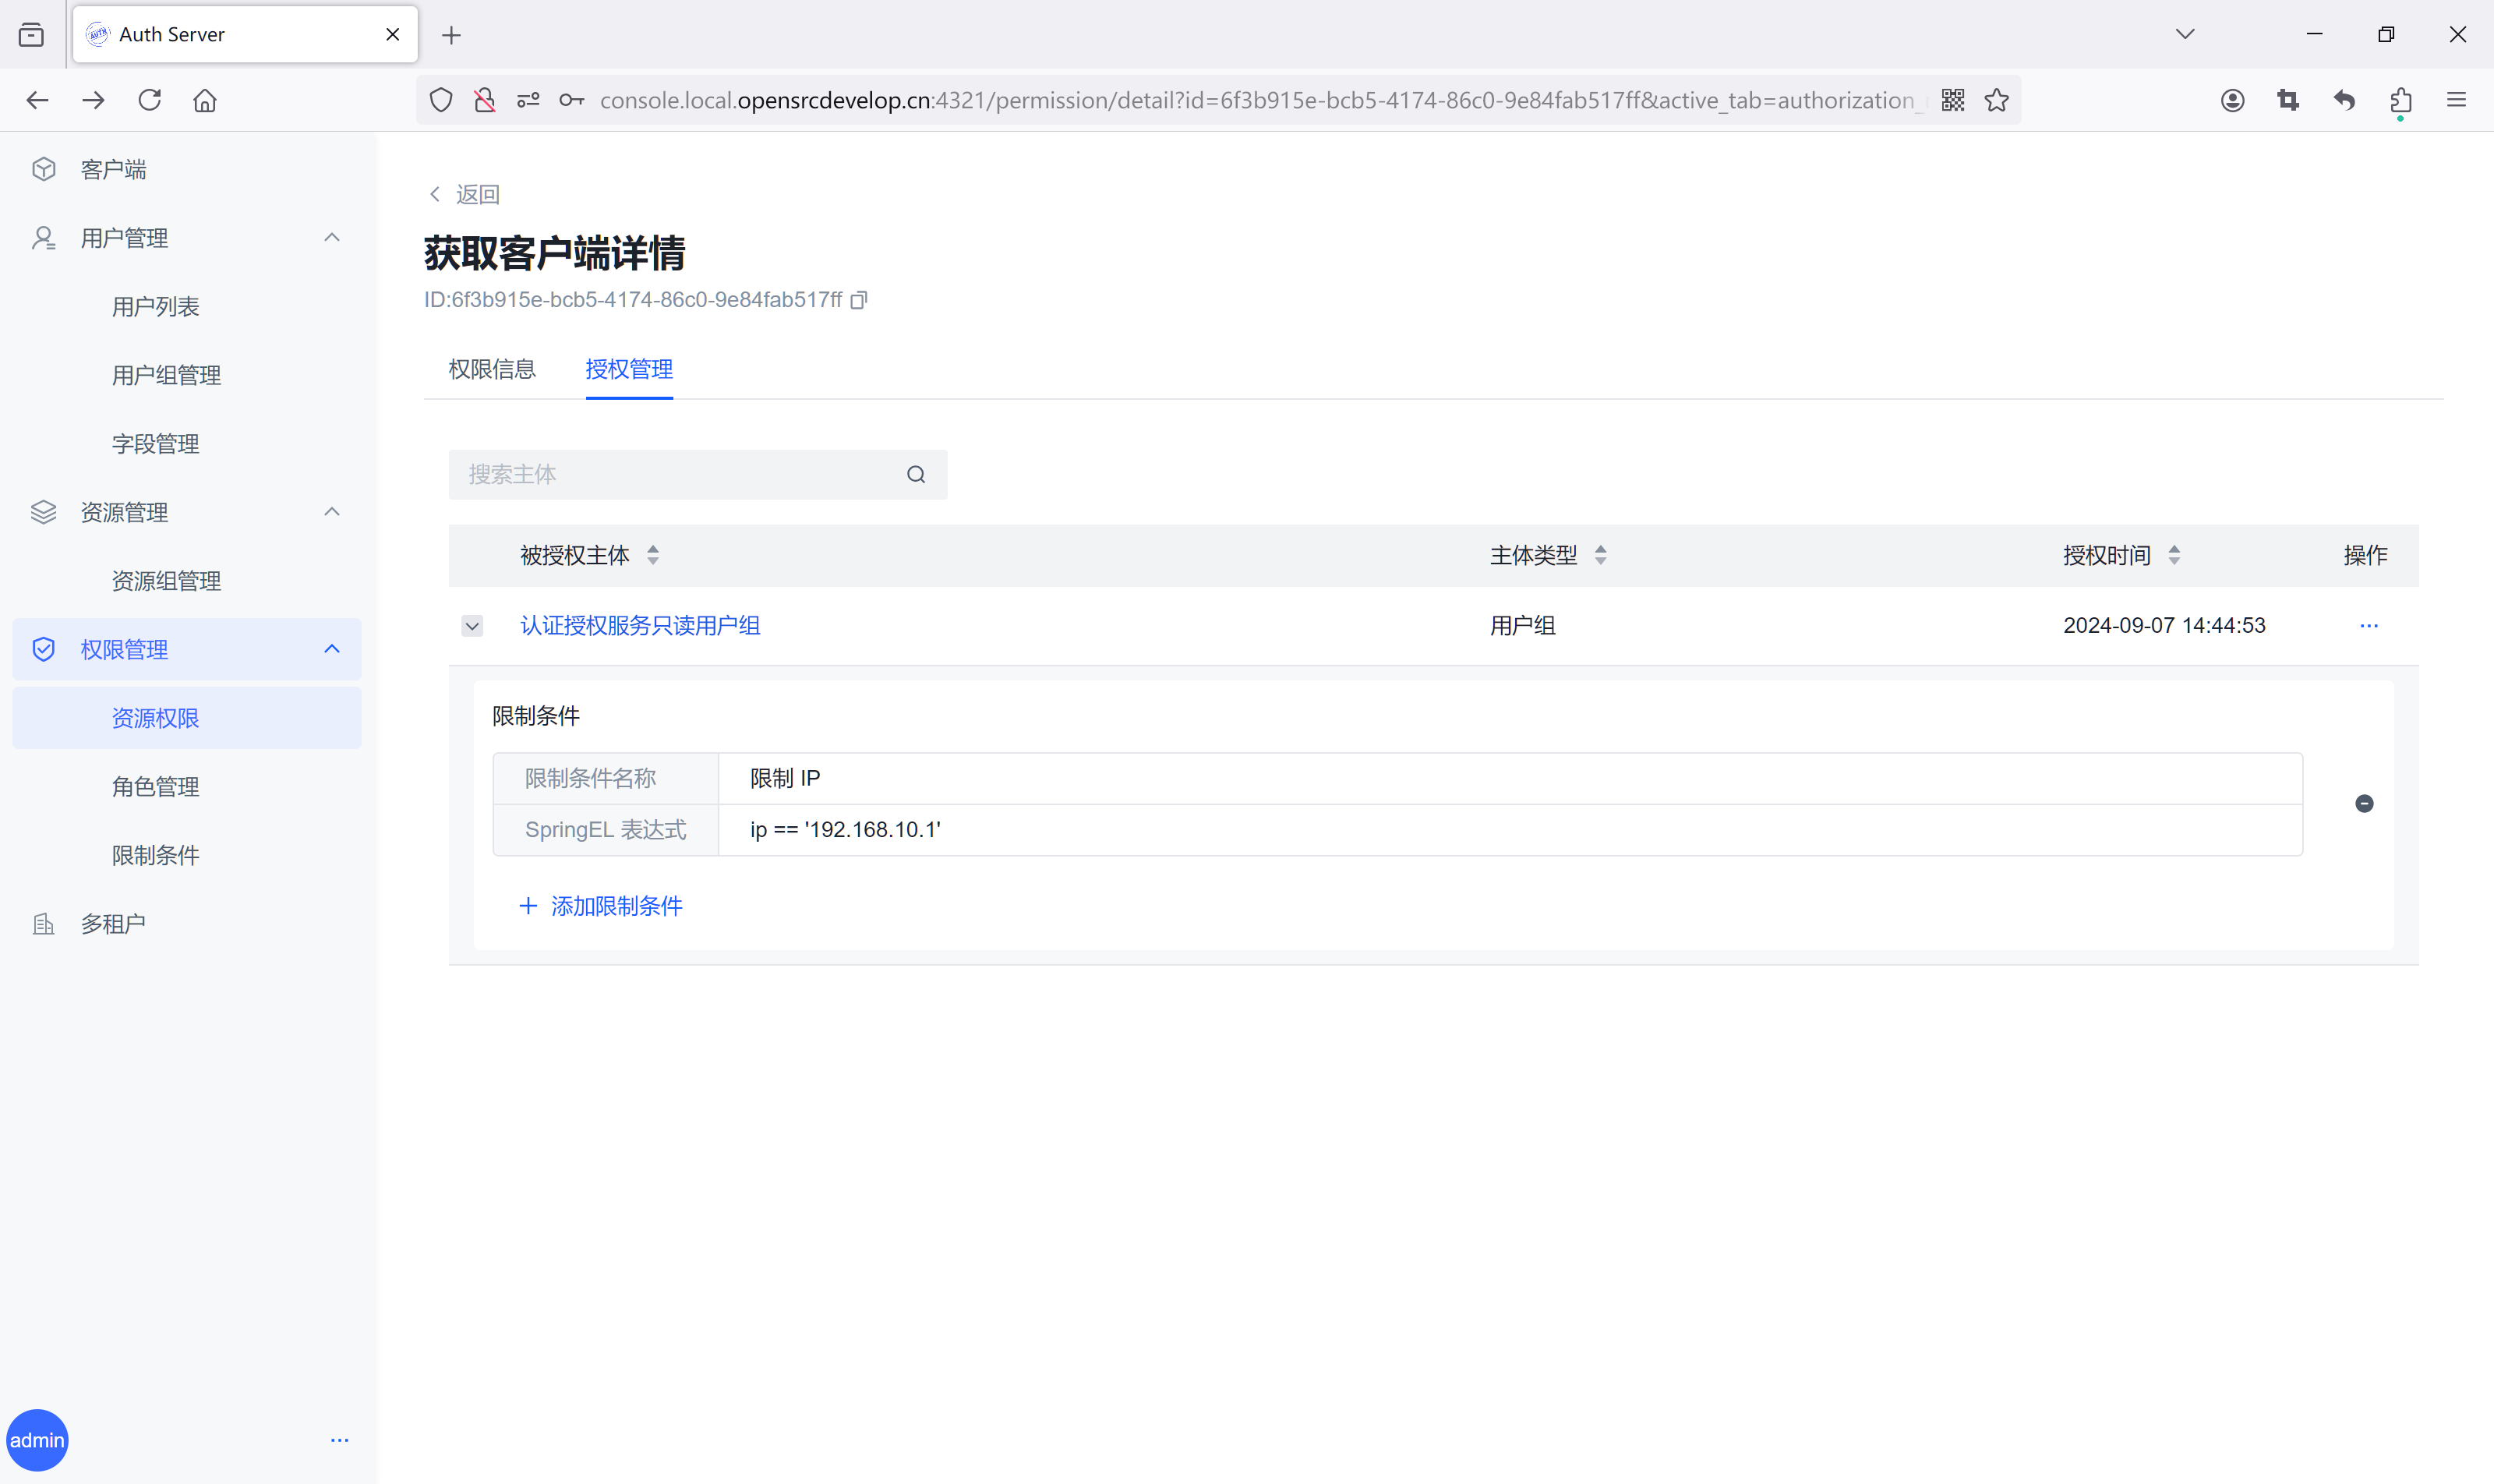 Auth Server
console.local.opensrcdevelop.cn:4321/permission/detail?id=6f3b915e-bcb5-4174-86c0-9e84fab517ff&active_tab=authorization_
客户端
用户管理
用户列表
用户组管理
字段管理
资源管理
资源组管理
权限管理
资源权限
角色管理
限制条件
多租户
admin
返回
获取客户端详情
ID:6f3b915e-bcb5-4174-86c0-9e84fab517ff
权限信息 授权管理
搜索主体
被授权主体 主体类型 授权时间 操作
认证授权服务只读用户组 用户组 2024-09-07 14:44:53 ...
限制条件
限制条件名称 限制 IP
SpringEL 表达式 ip == '192.168.10.1'
+ 添加限制条件